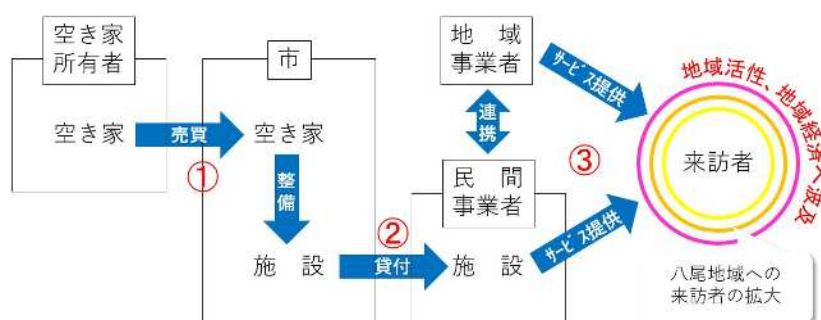 空き家
所有者
空き家
売買
①
市
空き家
整備
施 設
②
貸付
地 域
事業者
連携
民 間
事業者
施 設
サービス提供
③
サービス提供
地域活性、地域経済へ波及
来訪者
八尾地域への
来訪者の拡大